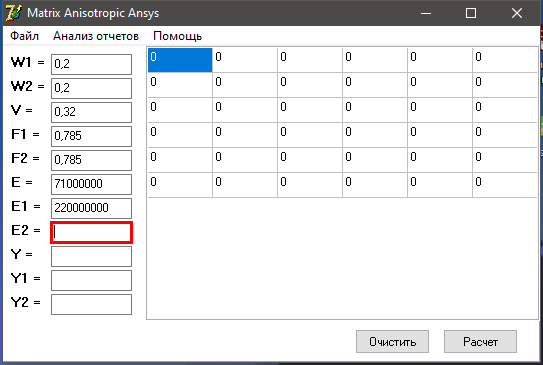 Matrix Anisotropic Ansys
Файл Анализ отчетов Помощь
W1 = 0,2
W2 = 0,2
V = 0,32
F1 = 0,785
F2 = 0,785
E = 71000000
E1 = 220000000
E2 =
Y =
Y1 =
Y2 =
0 0 0 0 0 0
0 0 0 0 0 0
0 0 0 0 0 0
0 0 0 0 0 0
0 0 0 0 0 0
0 0 0 0 0 0
Очистить Расчет